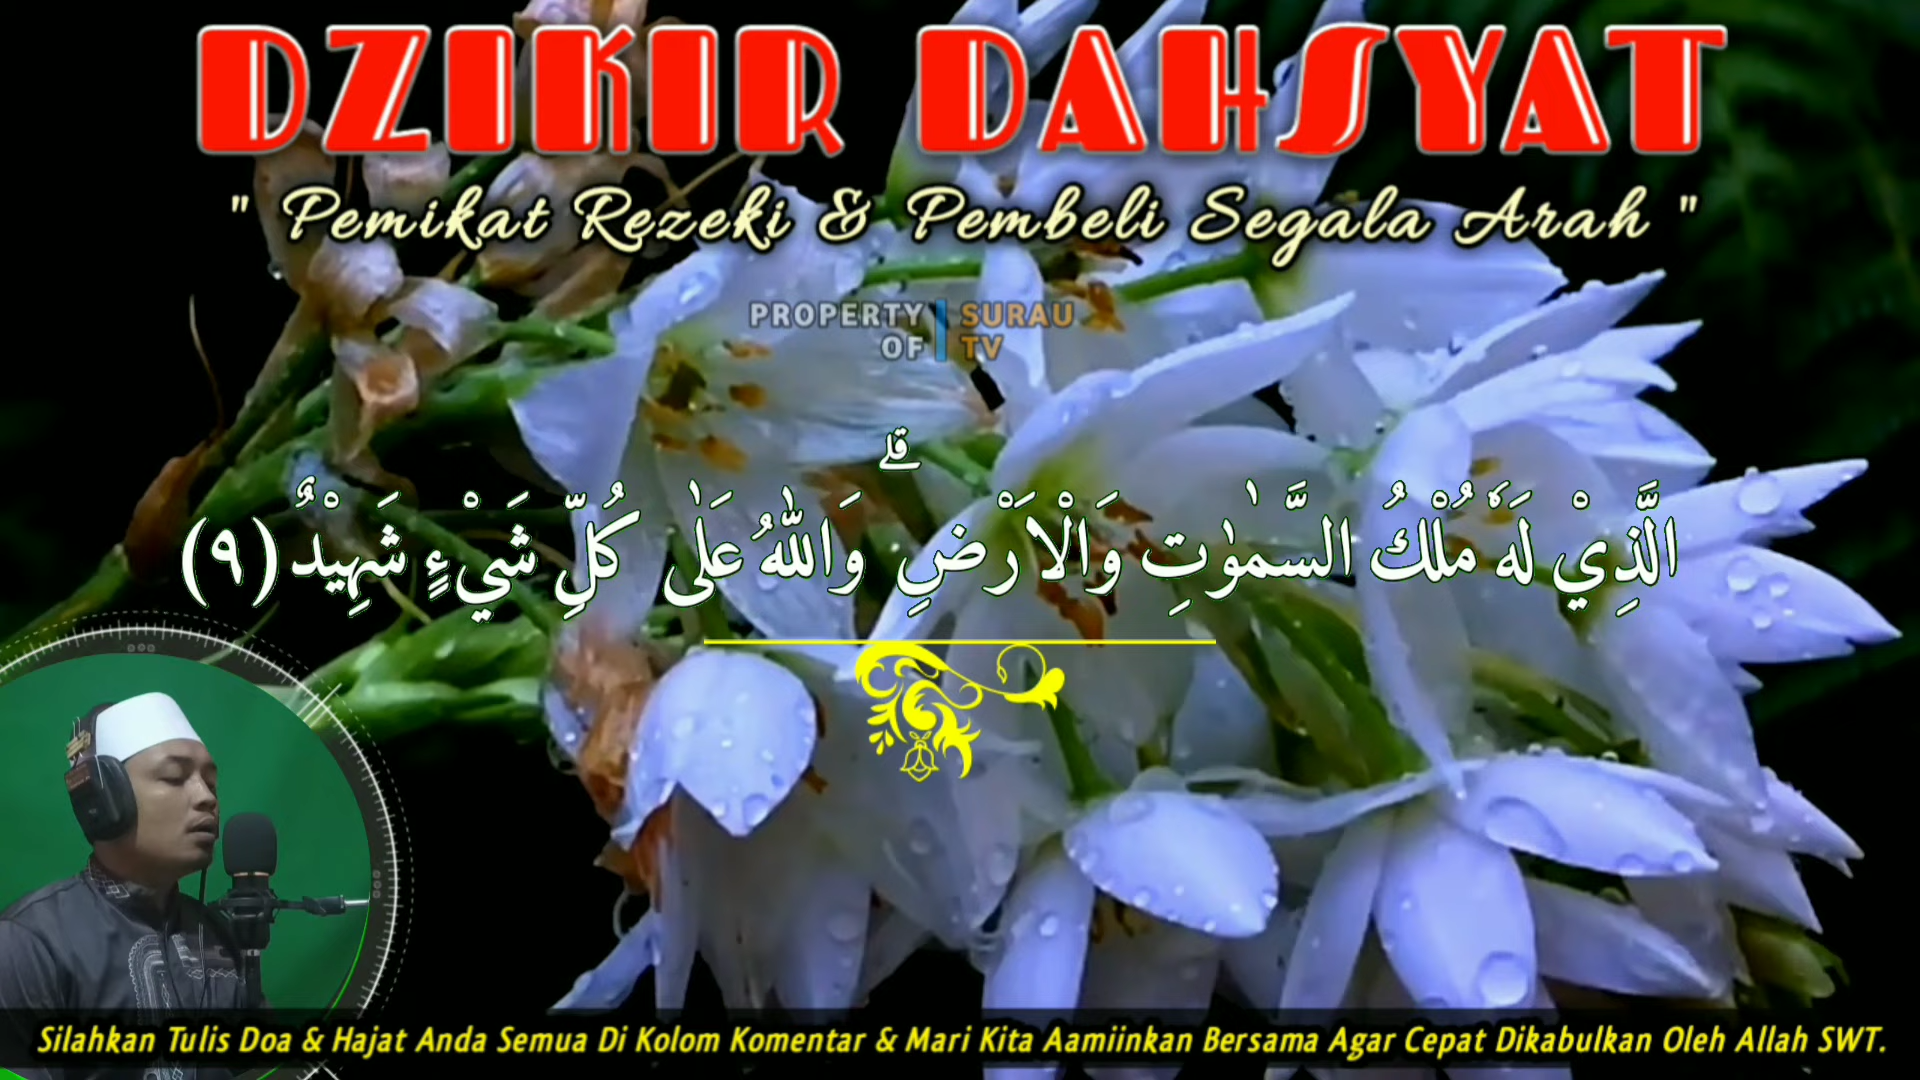 DZIKIR DAHSYAT
" Pemikat Rezeki & Pembeli Segala Arah "
PROPERTY OF | SURAU TV
الَّذِيْ لَهٗ مُلْكُ السَّمٰوٰتِ وَالْاَرْضِ ۗ وَاللّٰهُ عَلٰى كُلِّ شَيْءٍ شَهِيْدٌ (٩)
Silahkan Tulis Doa & Hajat Anda Semua Di Kolom Komentar & Mari Kita Aamiinkan Bersama Agar Cepat Dikabulkan Oleh Allah SWT.